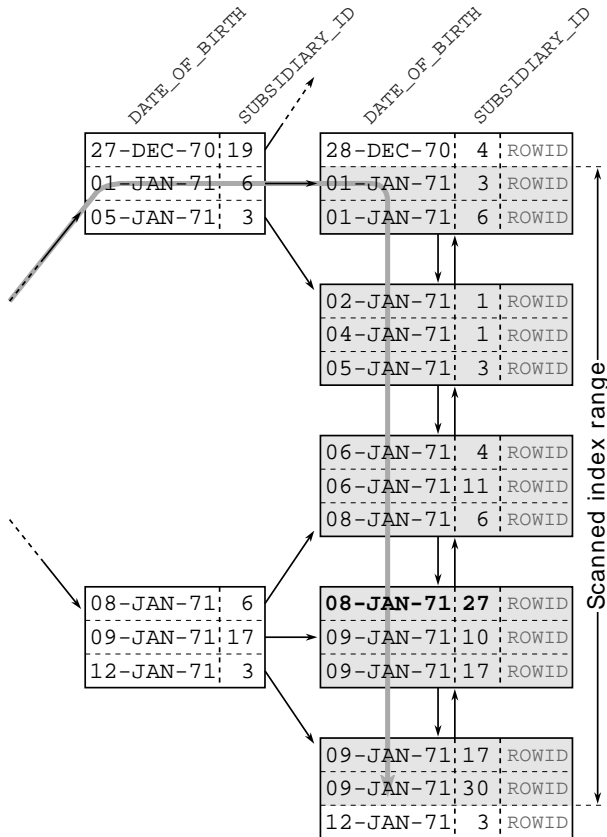 DATE_OF_BIRTH
SUBSIDIARY_ID
DATE_OF_BIRTH
SUBSIDIARY_ID
27-DEC-70 19
01-JAN-71 6
05-JAN-71 3
28-DEC-70 4 ROWID
01-JAN-71 3 ROWID
01-JAN-71 6 ROWID
02-JAN-71 1 ROWID
04-JAN-71 1 ROWID
05-JAN-71 3 ROWID
06-JAN-71 4 ROWID
06-JAN-71 11 ROWID
08-JAN-71 6 ROWID
08-JAN-71 6
09-JAN-71 17
12-JAN-71 3
08-JAN-71 27 ROWID
09-JAN-71 10 ROWID
09-JAN-71 17 ROWID
09-JAN-71 17 ROWID
09-JAN-71 30 ROWID
12-JAN-71 3 ROWID
Scanned index range